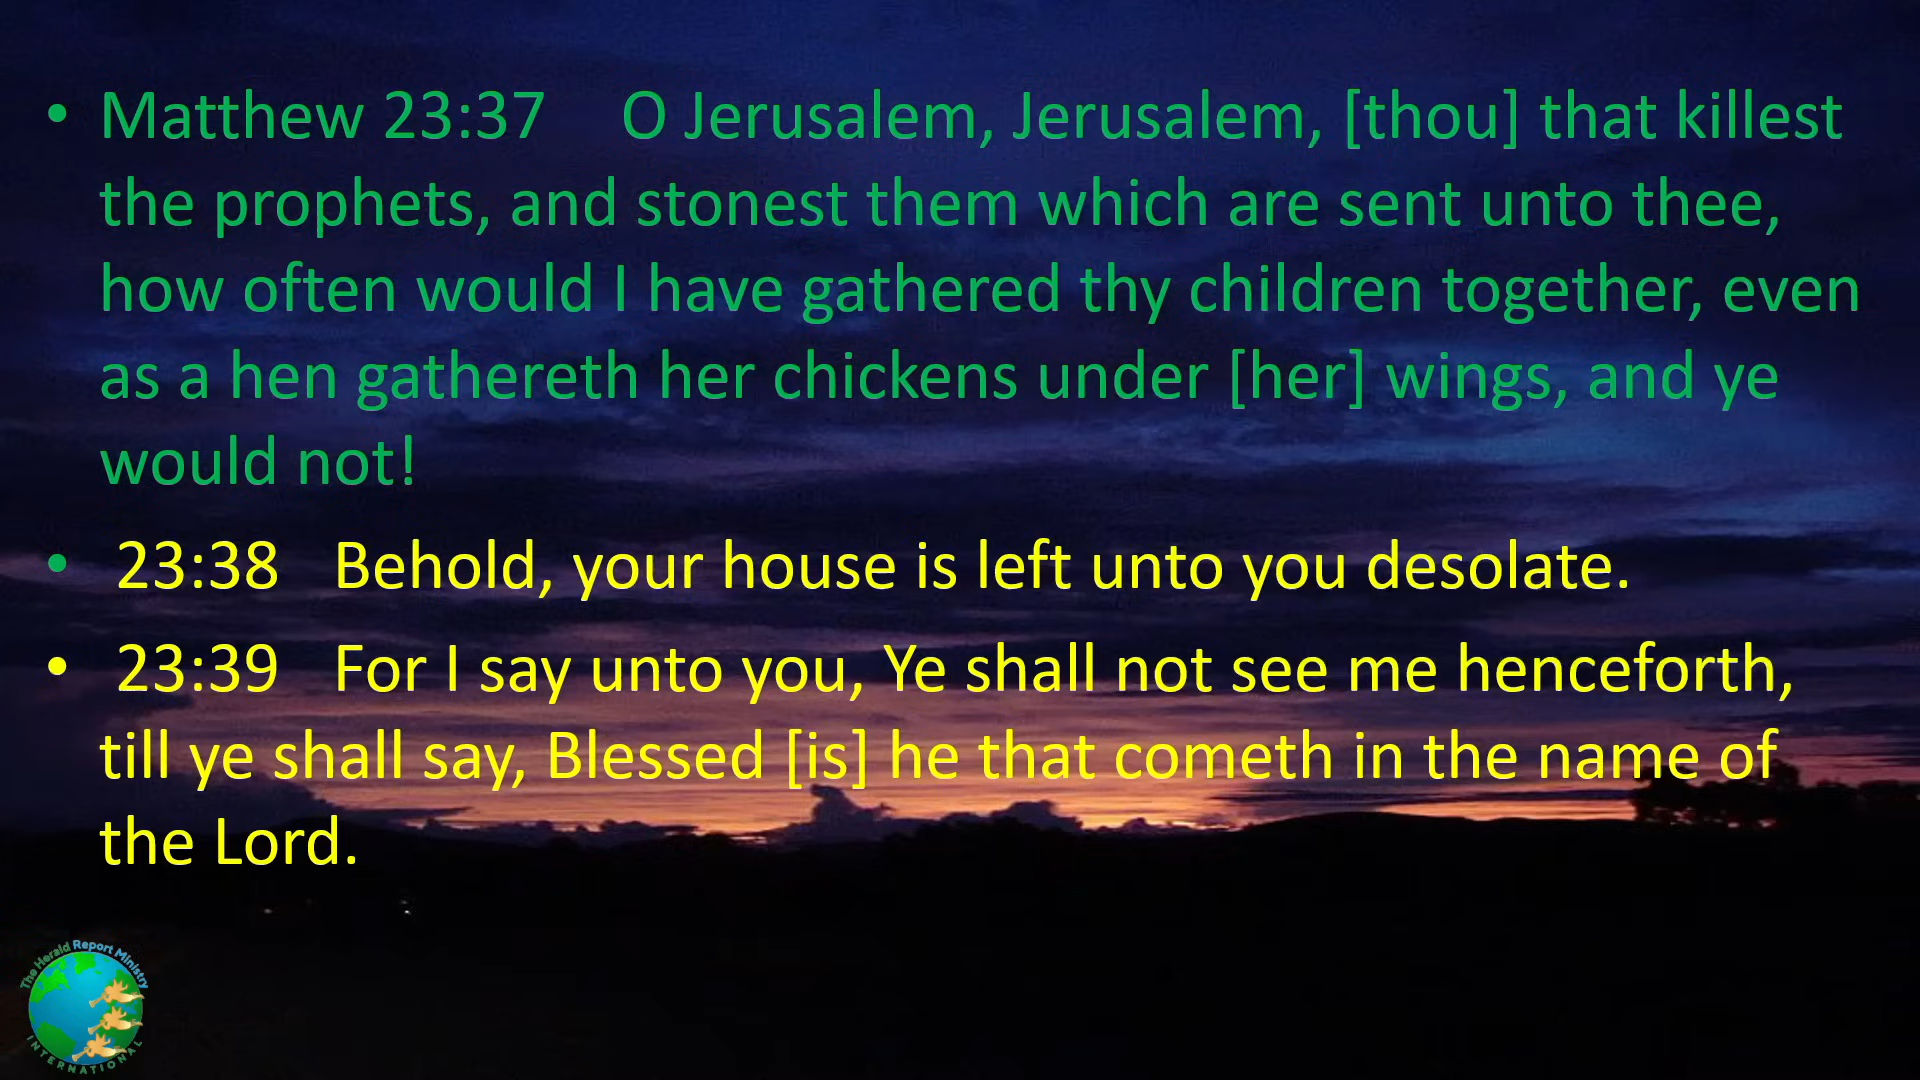 • Matthew 23:37 O Jerusalem, Jerusalem, [thou] that killest
the prophets, and stonest them which are sent unto thee,
how often would I have gathered thy children together, even
as a hen gathereth her chickens under [her] wings, and ye
would not!
• 23:38 Behold, your house is left unto you desolate.
• 23:39 For I say unto you, Ye shall not see me henceforth,
till ye shall say, Blessed [is] he that cometh in the name of
the Lord.
The Herald Report Ministry
INTERNATIONAL